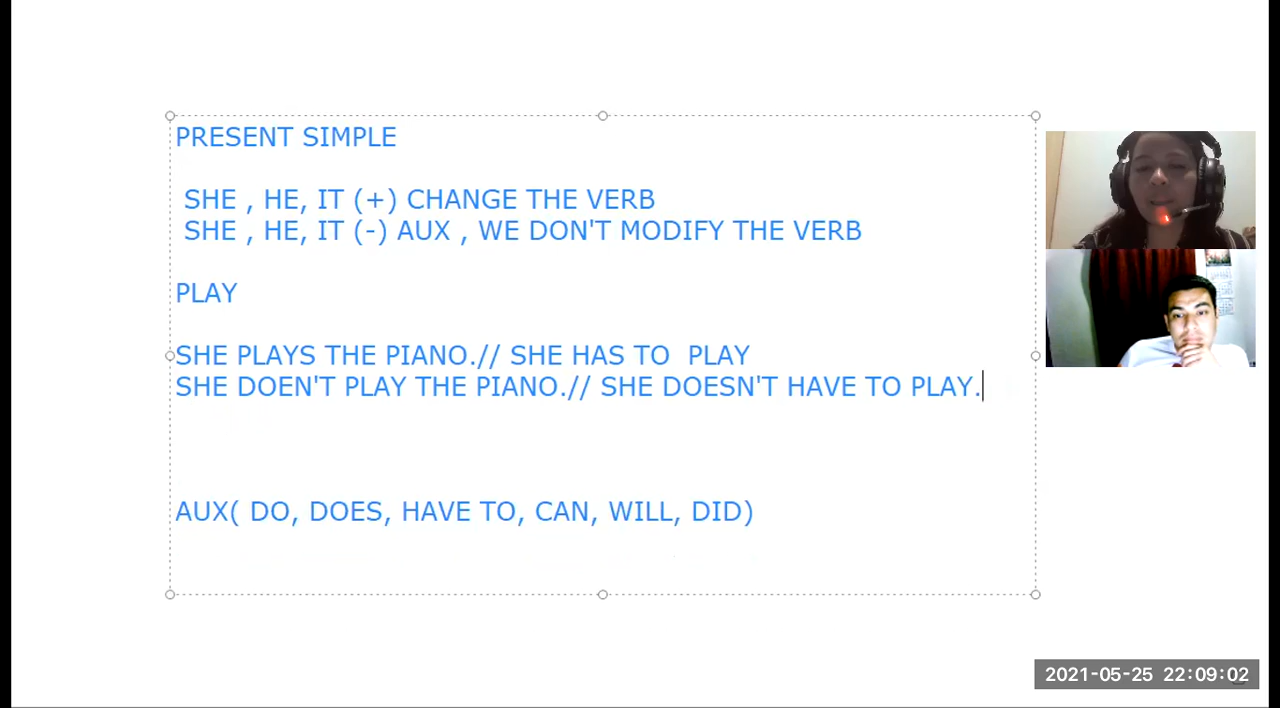 PRESENT SIMPLE
SHE , HE, IT (+) CHANGE THE VERB
SHE , HE, IT (-) AUX , WE DON'T MODIFY THE VERB
PLAY
SHE PLAYS THE PIANO.// SHE HAS TO  PLAY
SHE DOEN'T PLAY THE PIANO.// SHE DOESN'T HAVE TO PLAY.
AUX( DO, DOES, HAVE TO, CAN, WILL, DID)
2021-05-25 22:09:02